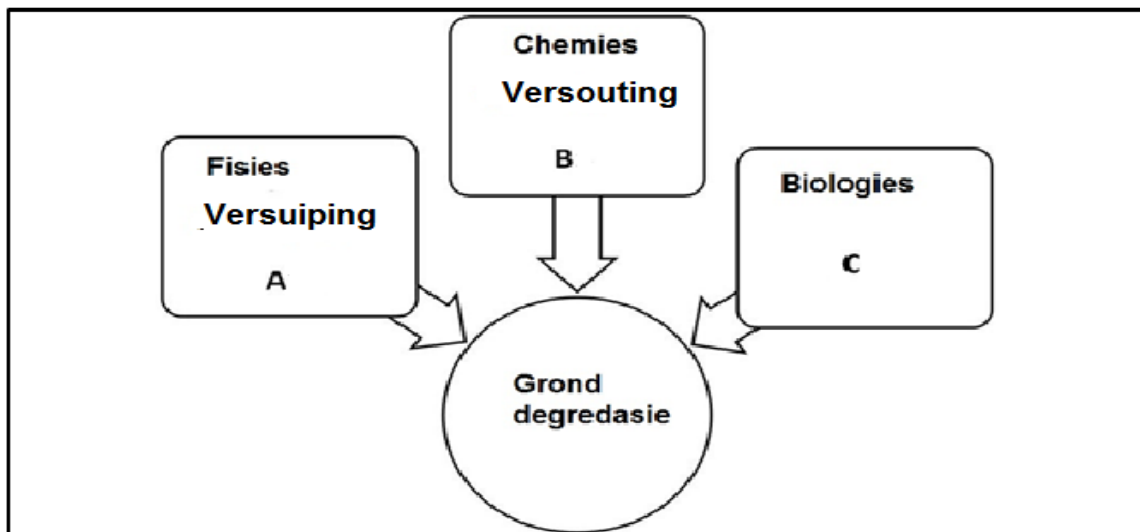 Chemies
Versouting
B
Fisies
Versuiping
A
Biologies
C
Grond
degredasie